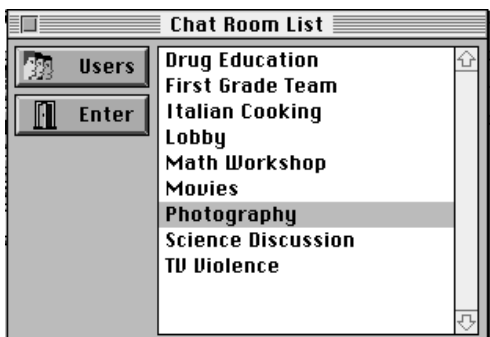 Chat Room List
Users
Enter
Drug Education
First Grade Team
Italian Cooking
Lobby
Math Workshop
Movies
Photography
Science Discussion
TV Violence